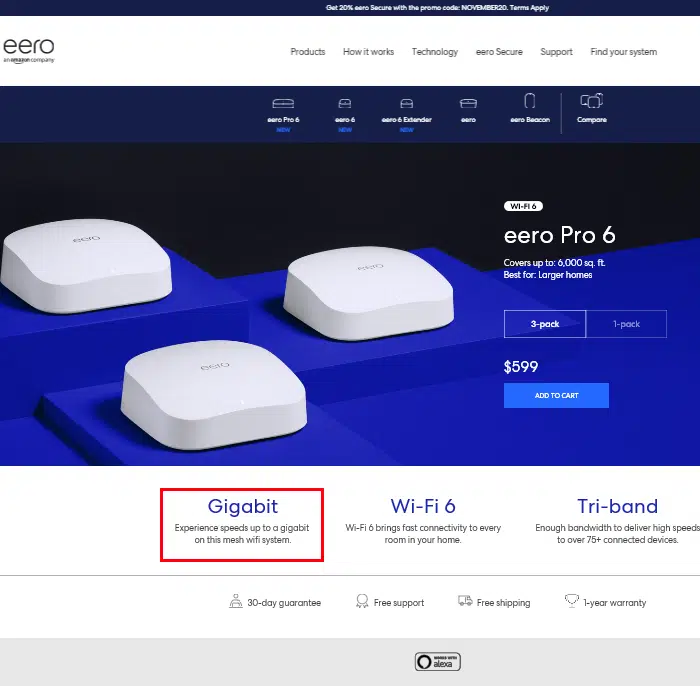 Get 20% eero Secure with the promo code: NOVEMBER20. Terms Apply
eero
an amazon company
Products How it works Technology eero Secure Support Find your system
eero Pro 6 eero 6 eero 6 Extender eero eero Beacon Compare
NEW NEW NEW
WI-FI 6
eero Pro 6
Covers up to: 6,000 sq. ft.
Best for: Larger homes
3-pack 1-pack
$599
ADD TO CART
eero
eero
eero
Gigabit Wi-Fi 6 Tri-band
Experience speeds up to a gigabit Wi-Fi 6 brings fast connectivity to every Enough bandwidth to deliver high speeds
on this mesh wifi system. room in your home. to over 75+ connected devices.
30-day guarantee Free support Free shipping 1-year warranty
WORKS WITH
alexa